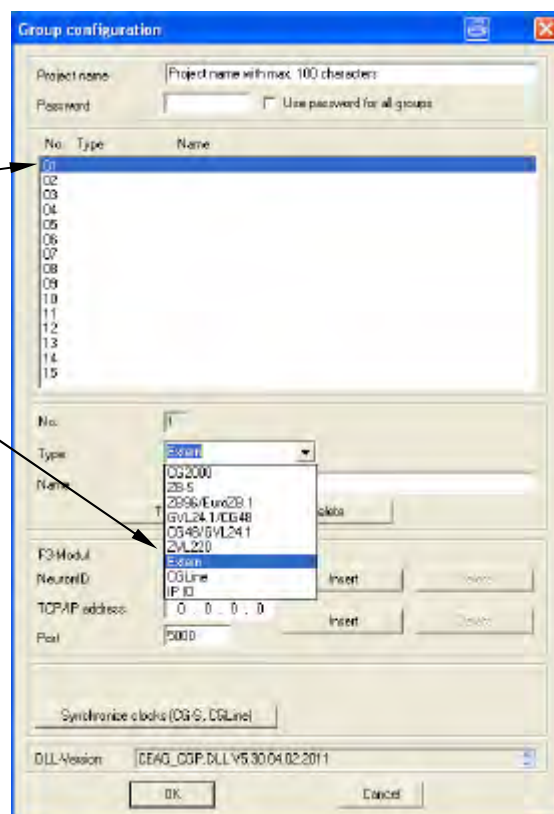 Group configuration
Project name Project name with max. 100 characters
Password Use password for all groups
No. Type Name
01
02
03
04
05
06
07
08
09
10
11
12
13
14
15
No. 1
Type Extern
Name
CG2000
ZB-S
ZB96/EuroZB.1
GVL24.1/CG48
CG48/GVL24.1
ZVL220
Extern
CGLine
IP IO
T elete
F3-Modul
NeuronID Insert
TCP/IP address 0 . 0 . 0 . 0 Insert
Port 5000
Synchronize clocks (CG-S, CGLine)
DLL-Version CEAG_CGP.DLL V5.30 04.02.2011
OK Cancel